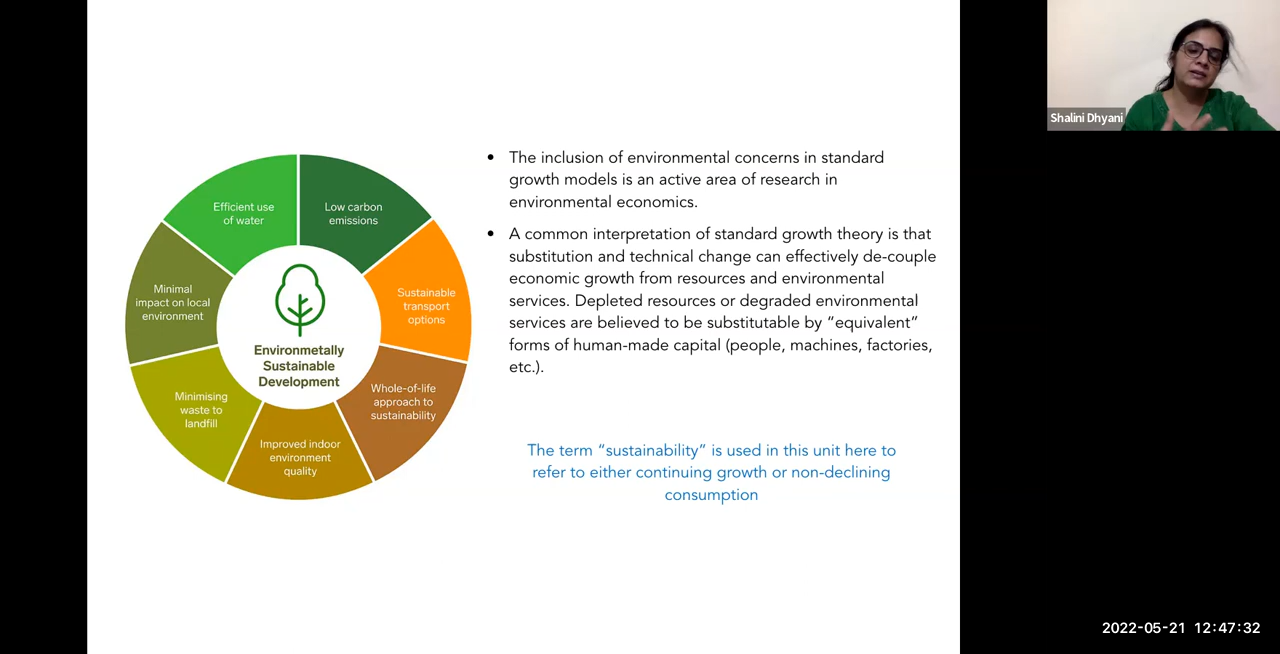 Efficient use
of water
Low carbon
emissions
Sustainable
transport
options
Whole-of-life
approach to
sustainability
Improved indoor
environment
quality
Minimising
waste to
landfill
Minimal
impact on local
environment
Environmetally
Sustainable
Development
• The inclusion of environmental concerns in standard
growth models is an active area of research in
environmental economics.
• A common interpretation of standard growth theory is that
substitution and technical change can effectively de-couple
economic growth from resources and environmental
services. Depleted resources or degraded environmental
services are believed to be substitutable by “equivalent”
forms of human-made capital (people, machines, factories,
etc.).
The term “sustainability” is used in this unit here to
refer to either continuing growth or non-declining
consumption
Shalini Dhyani
2022-05-21 12:47:32